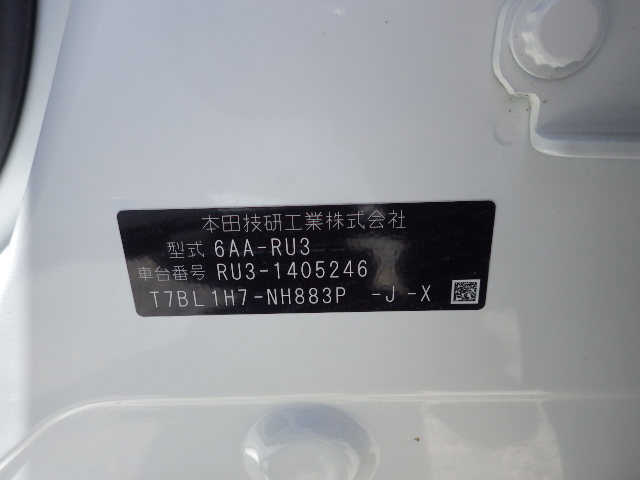 本田技研工業株式会社
型式 6AA-RU3
車台番号 RU3-1405246
T7BL1H7-NH883P -J-X